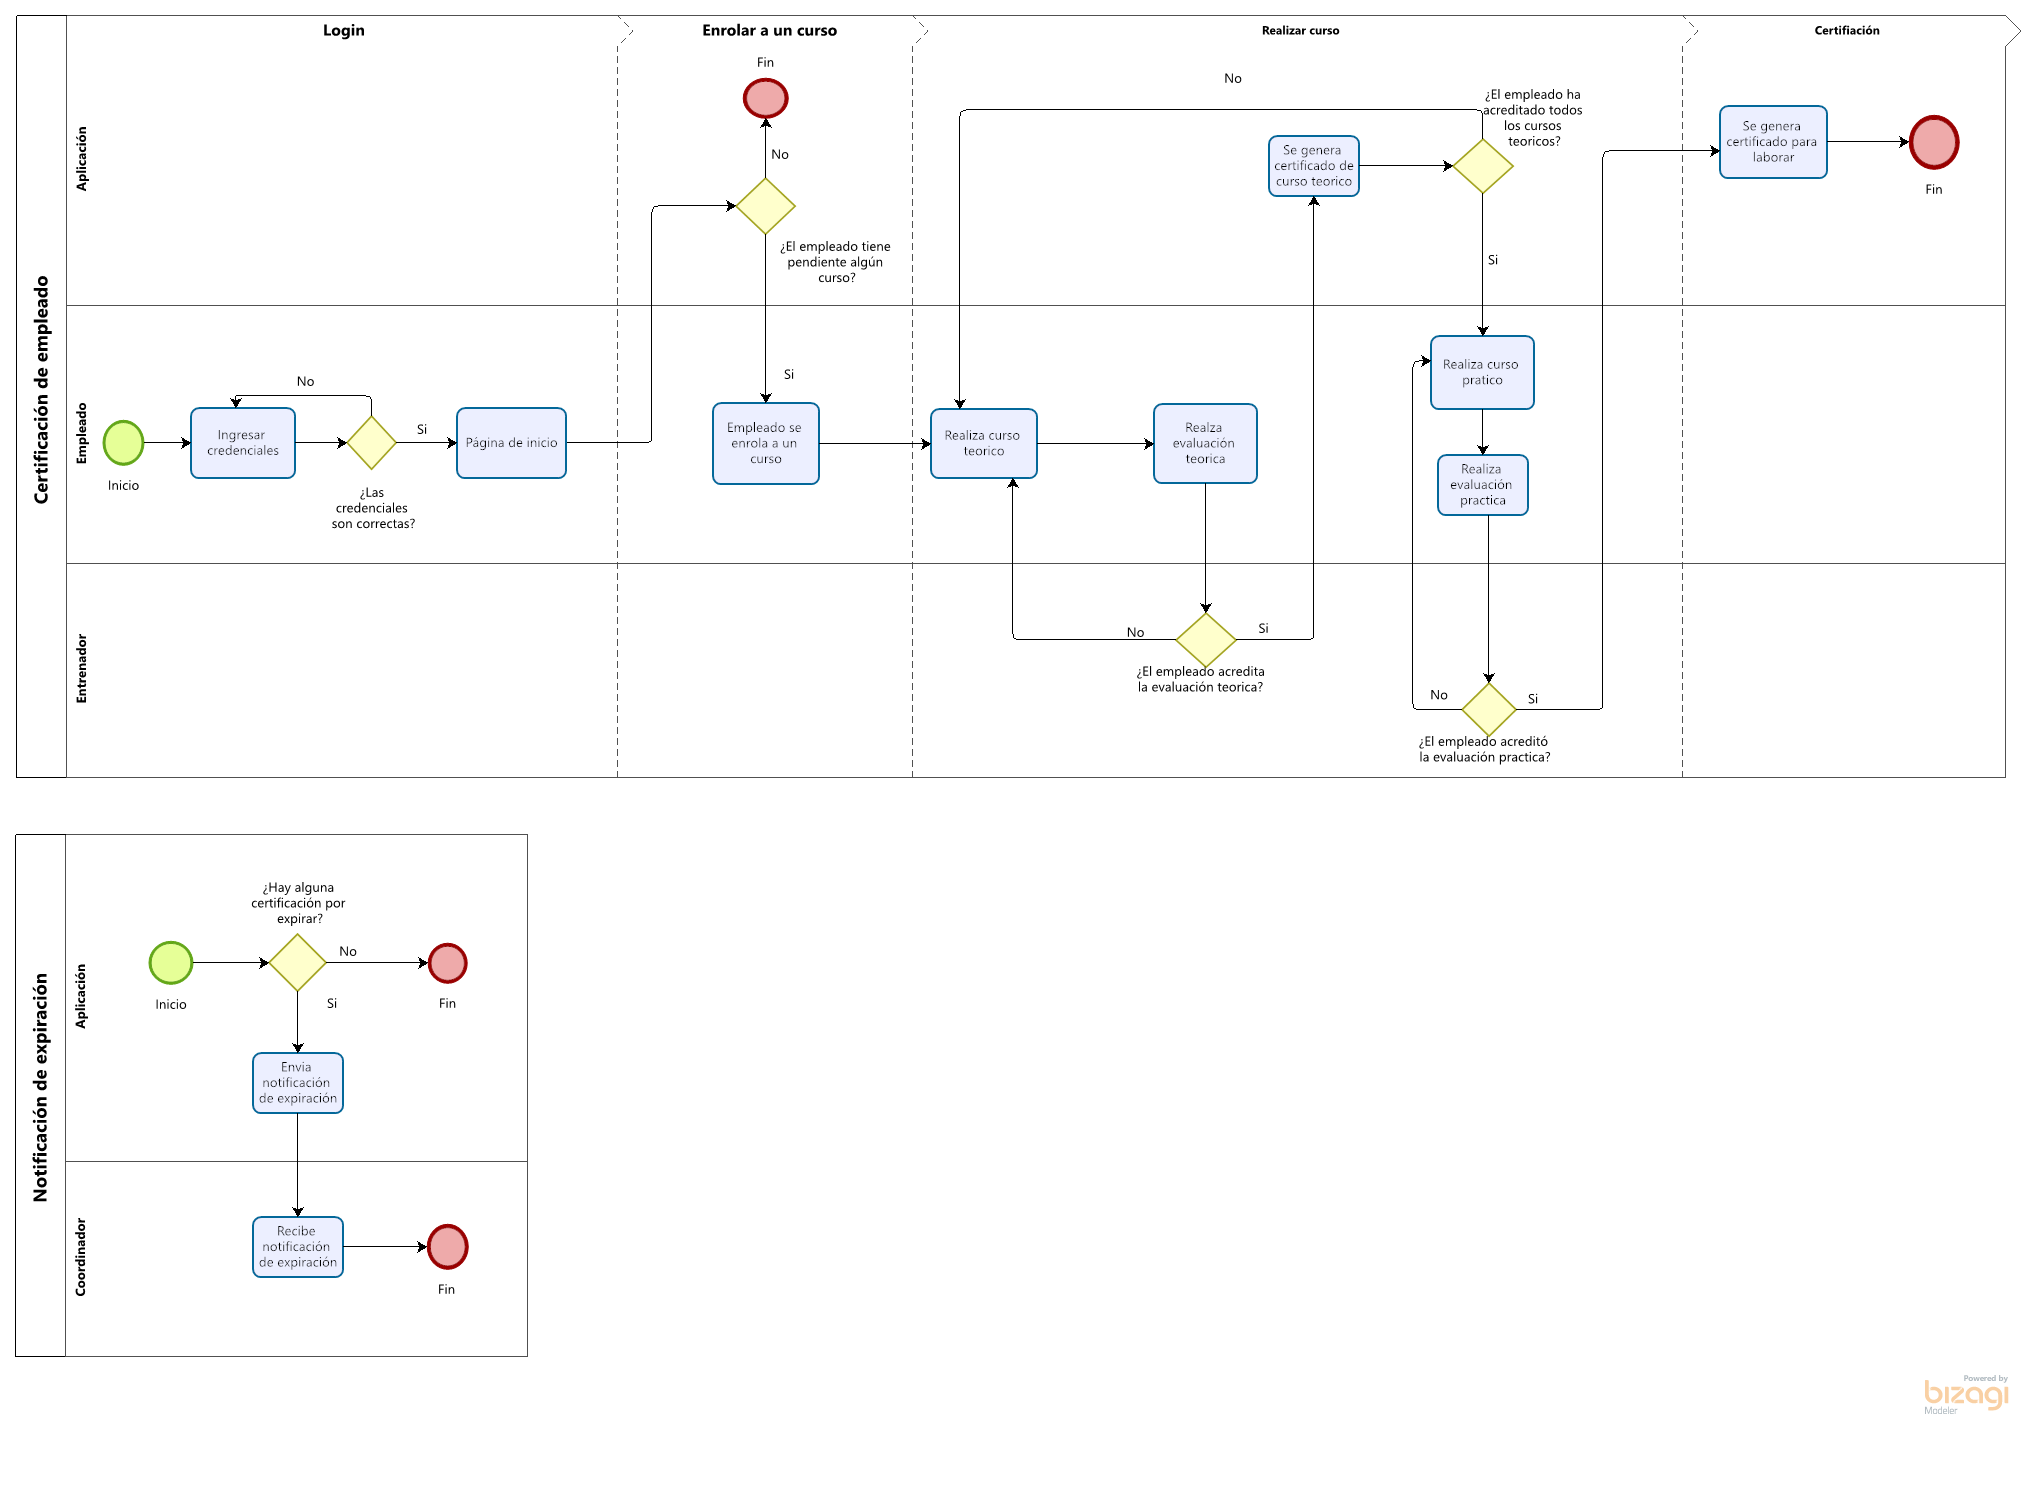 Certificación de empleado
Login
Enrolar a un curso
Realizar curso
Certifiación
Aplicación
Fin
No
¿El empleado tiene
pendiente algún
curso?
Si
No
¿El empleado ha
acreditado todos
los cursos
teoricos?
Se genera
certificado de
curso teorico
Si
Se genera
certificado para
laborar
Fin
Empleado
Inicio
Ingresar
credenciales
No
¿Las
credenciales
son correctas?
Si
Página de inicio
Empleado se
enrola a un
curso
Realiza curso
teorico
Realza
evaluación
teorica
Realiza curso
pratico
Realiza
evaluación
practica
Entrenador
No
Si
¿El empleado acredita
la evaluación teorica?
No
Si
¿El empleado acreditó
la evaluación practica?
Notificación de expiración
Aplicación
¿Hay alguna
certificación por
expirar?
Inicio
No
Fin
Si
Envia
notificación
de expiración
Coordinador
Recibe
notificación
de expiración
Fin
Powered by
bizagi
Modeler